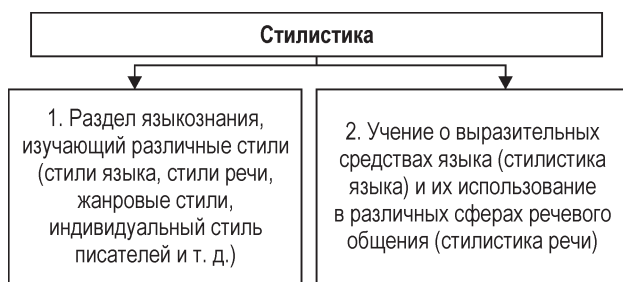 Стилистика
1. Раздел языкознания,
изучающий различные стили
(стили языка, стили речи,
жанровые стили,
индивидуальный стиль
писателей и т. д.)
2. Учение о выразительных
средствах языка (стилистика
языка) и их использование
в различных сферах речевого
общения (стилистика речи)